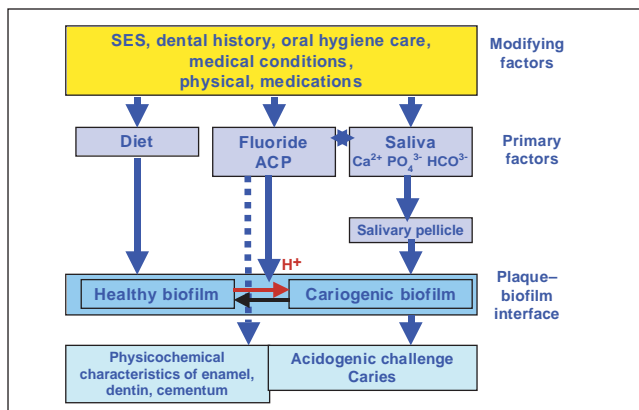 SES, dental history, oral hygiene care,
medical conditions,
physical, medications
Modifying
factors
Diet
Fluoride
ACP
Saliva
Ca²⁺ PO₄³⁻ HCO³⁻
Primary
factors
Salivary pellicle
H⁺
Healthy biofilm
Cariogenic biofilm
Plaque–
biofilm
interface
Physicochemical
characteristics of enamel,
dentin, cementum
Acidogenic challenge
Caries